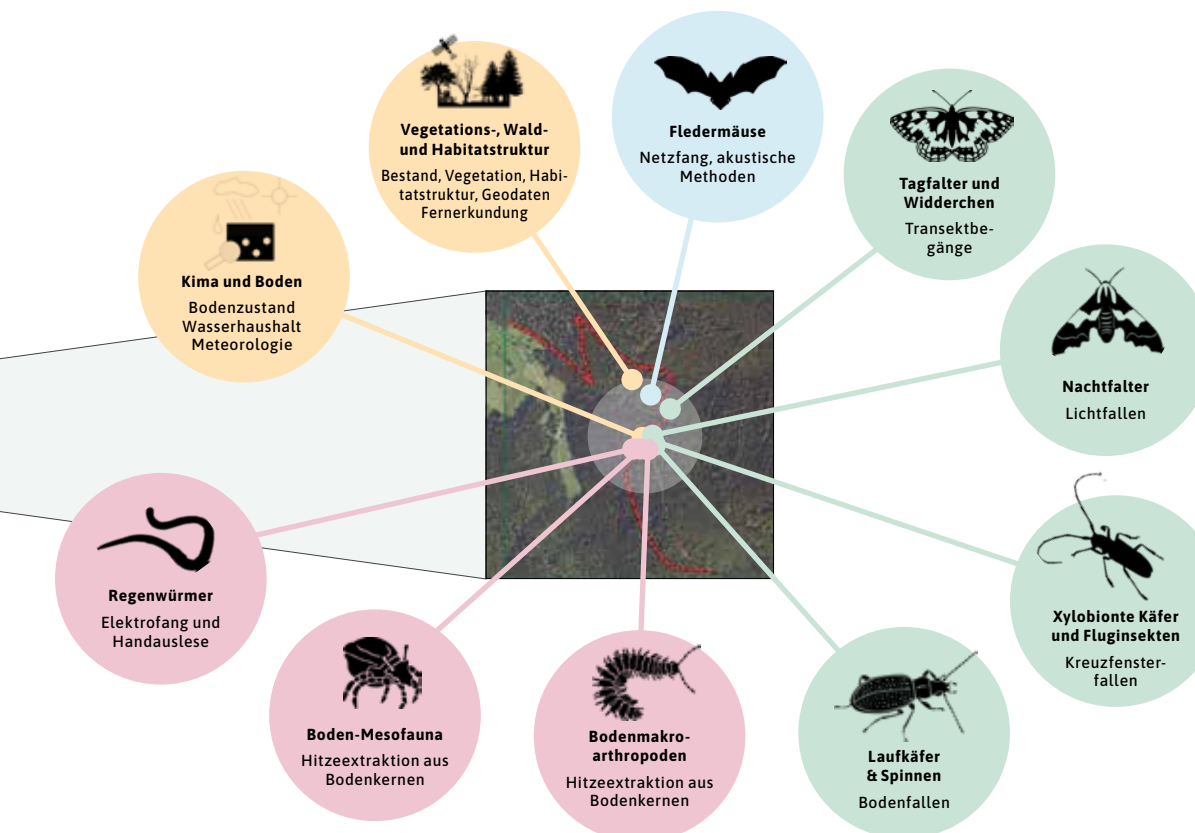 Vegetations-, Wald-
und Habitatstruktur
Bestand, Vegetation, Habi-
tatstruktur, Geodaten
Fernerkundung
Fledermäuse
Netzfang, akustische
Methoden
Tagfalter und
Widderchen
Transektbe-
gänge
Kima und Boden
Bodenzustand
Wasserhaushalt
Meteorologie
Nachtfalter
Lichtfallen
Regenwürmer
Elektrofang und
Handauslese
Xylobionte Käfer
und Fluginsekten
Kreuzfenster-
fallen
Boden-Mesofauna
Hitzeextraktion aus
Bodenkernen
Bodenmakro-
arthropoden
Hitzeextraktion aus
Bodenkernen
Laufkäfer
& Spinnen
Bodenfallen